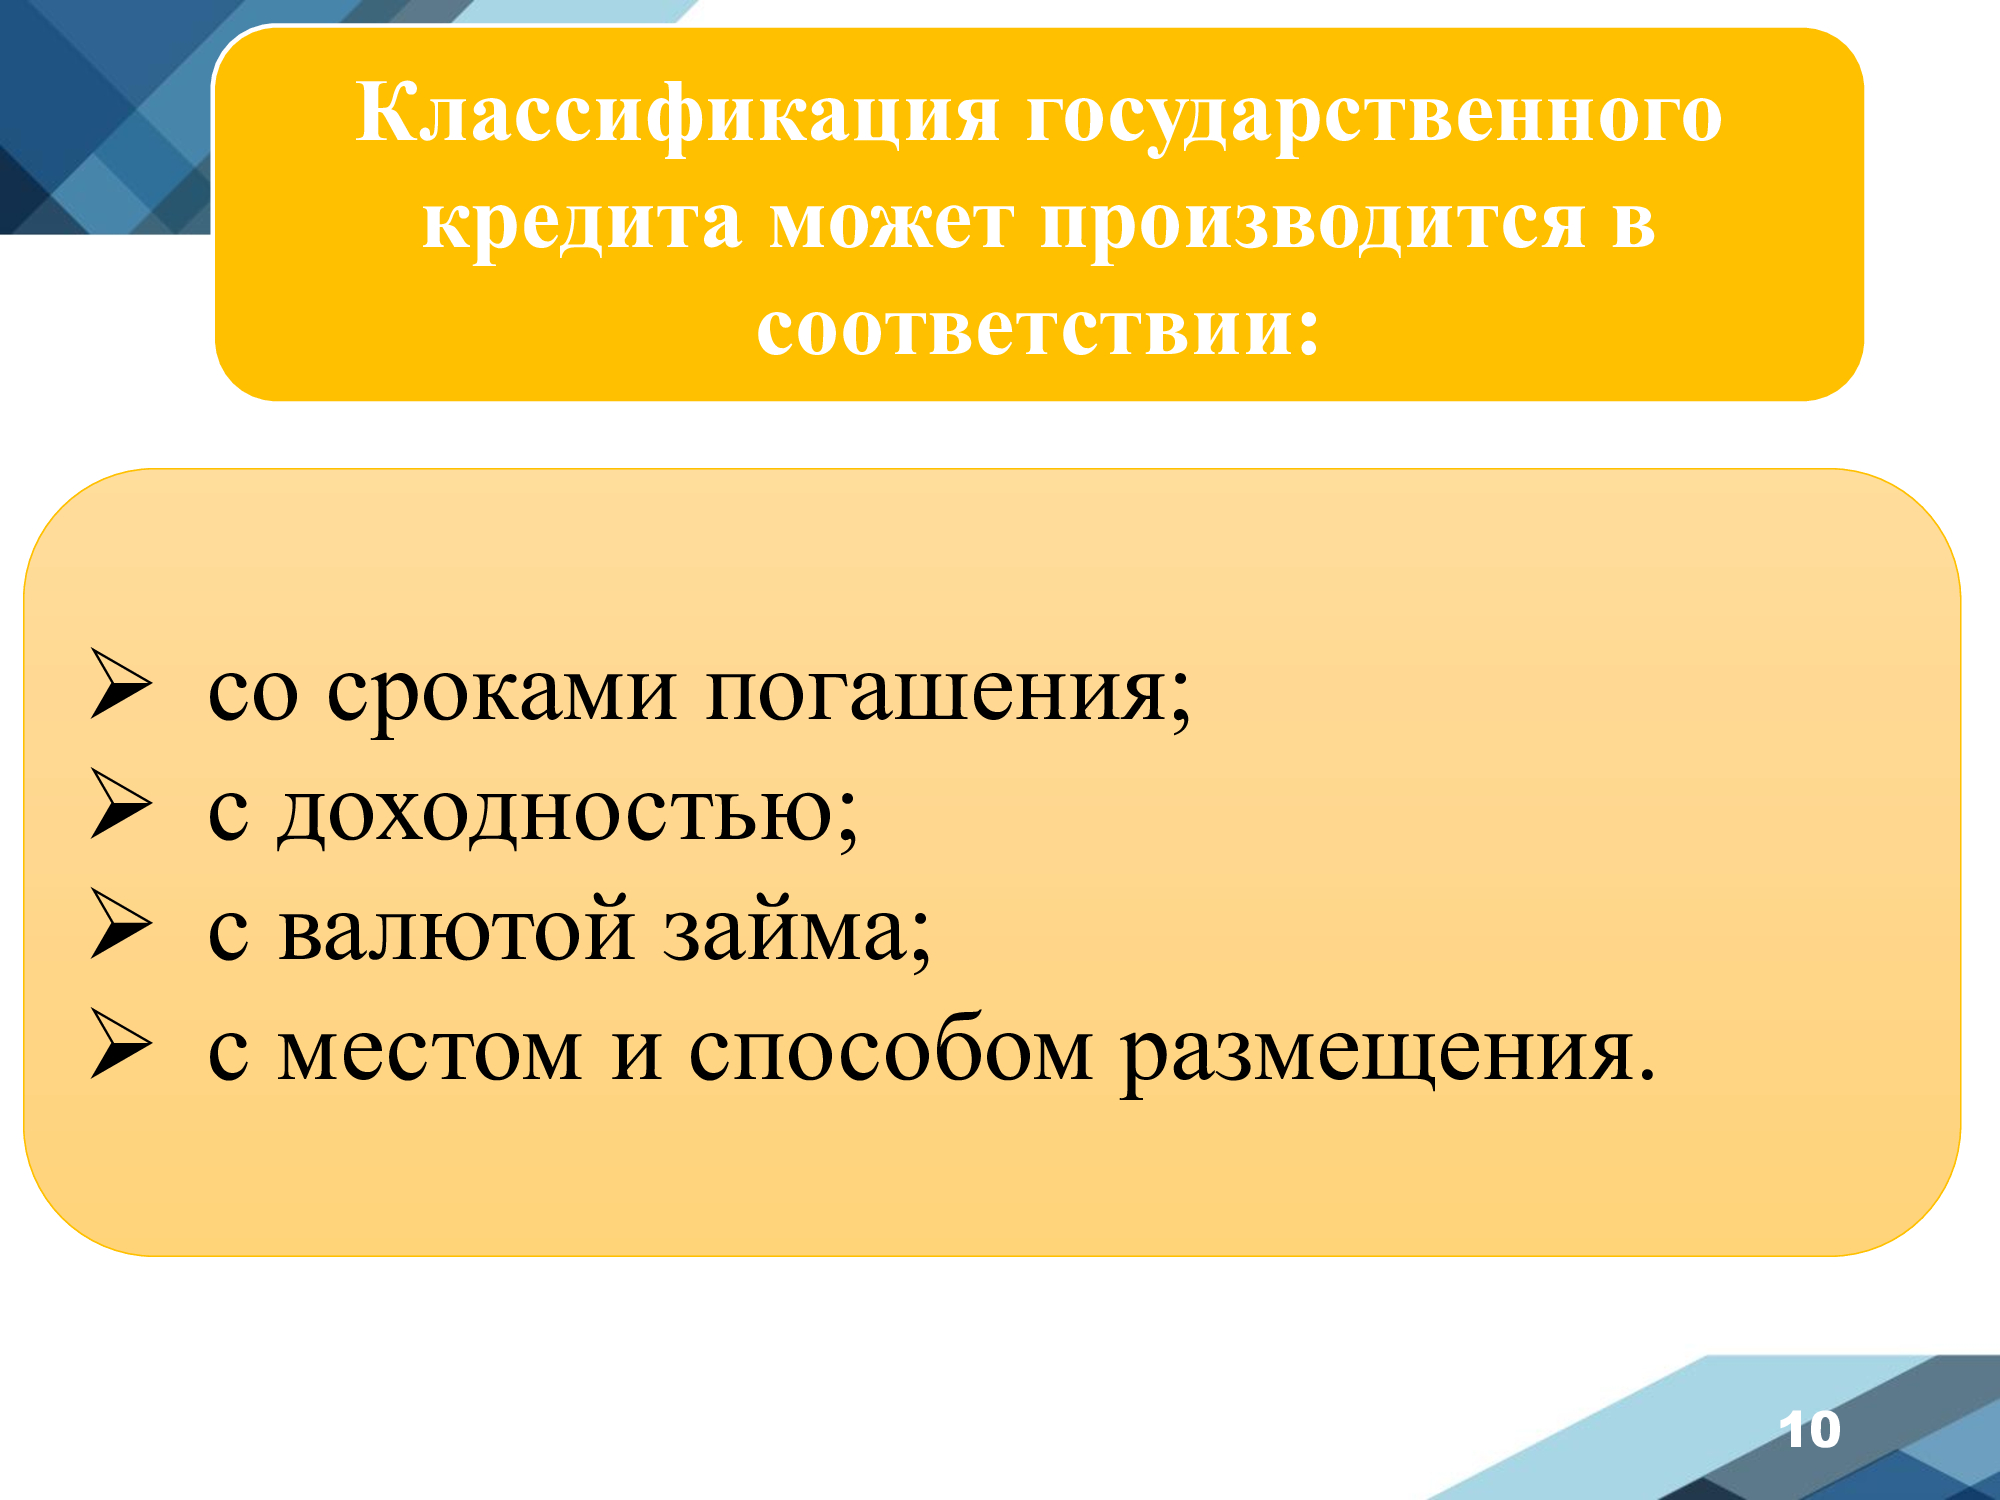 Классификация государственного
кредита может производится в
соответствии:
➢ со сроками погашения;
➢ с доходностью;
➢ с валютой займа;
➢ с местом и способом размещения.
10